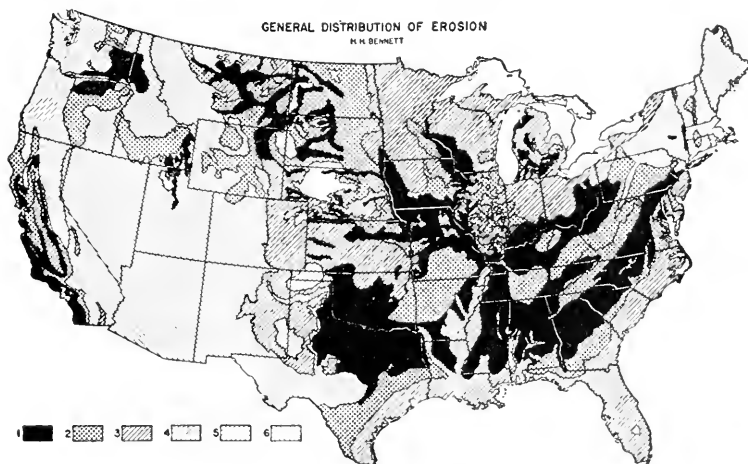 GENERAL DISTRIBUTION OF EROSION
H. H. BENNETT
1 2 3 4 5 6